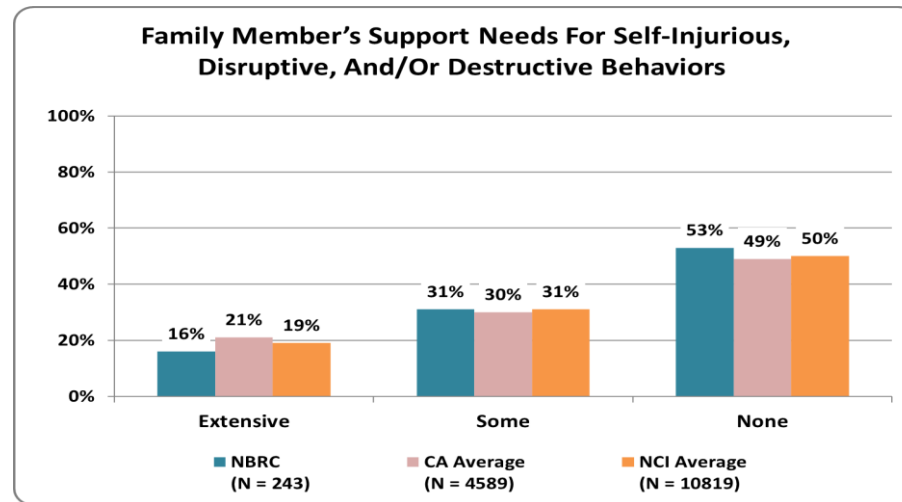 Family Member's Support Needs For Self-Injurious,
Disruptive, And/Or Destructive Behaviors
100%
80%
60%
40%
20%
0%
16%
21%
19%
31%
30%
31%
53%
49%
50%
Extensive
Some
None
NBRC
(N = 243)
CA Average
(N = 4589)
NCI Average
(N = 10819)